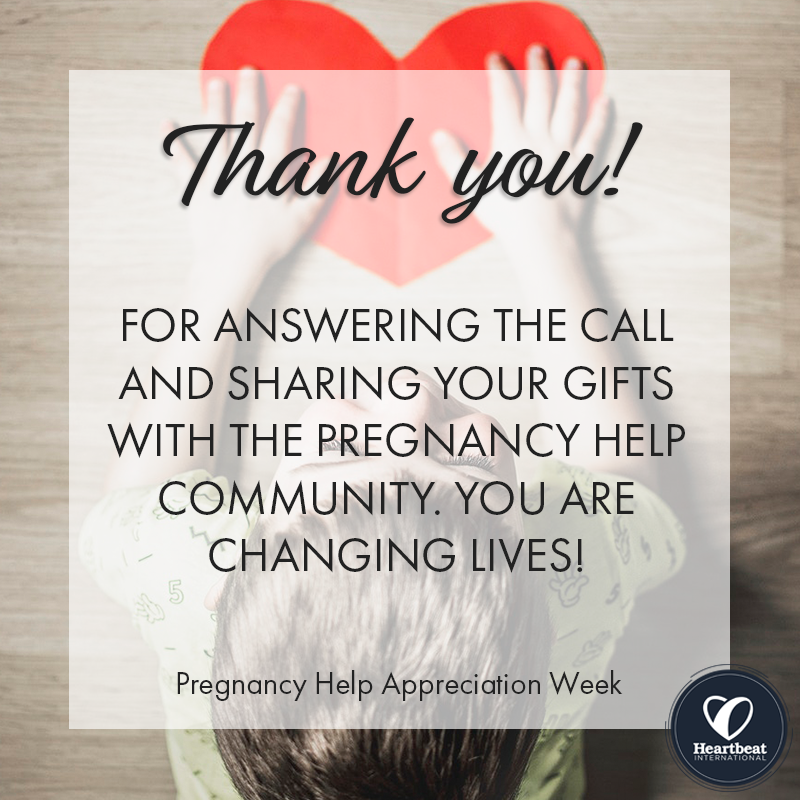 Thank you!
FOR ANSWERING THE CALL
AND SHARING YOUR GIFTS
WITH THE PREGNANCY HELP
COMMUNITY. YOU ARE
CHANGING LIVES!
Pregnancy Help Appreciation Week
Heartbeat
INTERNATIONAL
5